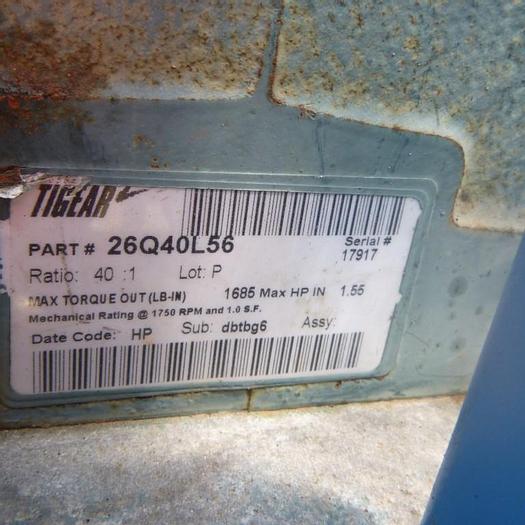 TIGEAR
PART # 26Q40L56
Serial #
17917
Ratio: 40 :1 Lot: P
MAX TORQUE OUT (LB-IN) 1685 Max HP IN 1.55
Mechanical Rating @ 1750 RPM and 1.0 S.F.
Date Code: HP Sub: dbtbg6 Assy: